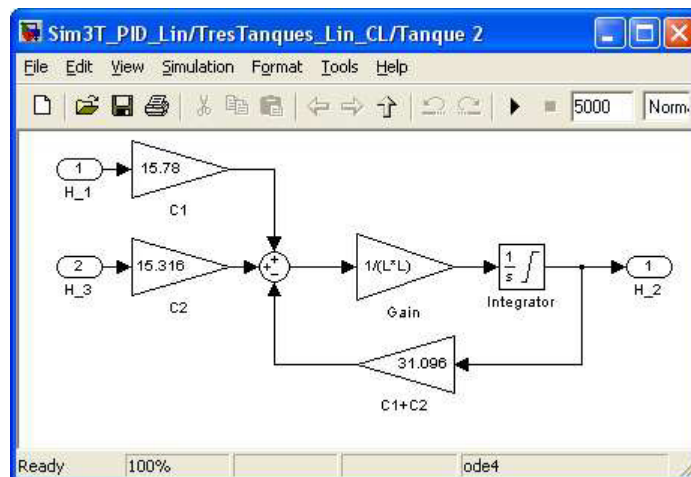 Sim3T_PID_Lin/TresTanques_Lin_CL/Tanque 2
File Edit View Simulation Format Tools Help
5000 Norm
1
H_1
15.78
C1
2
H_3
15.316
C2
+
+
−
1/(L*L)
Gain
1
s
Integrator
1
H_2
31.096
C1+C2
Ready 100% ode4